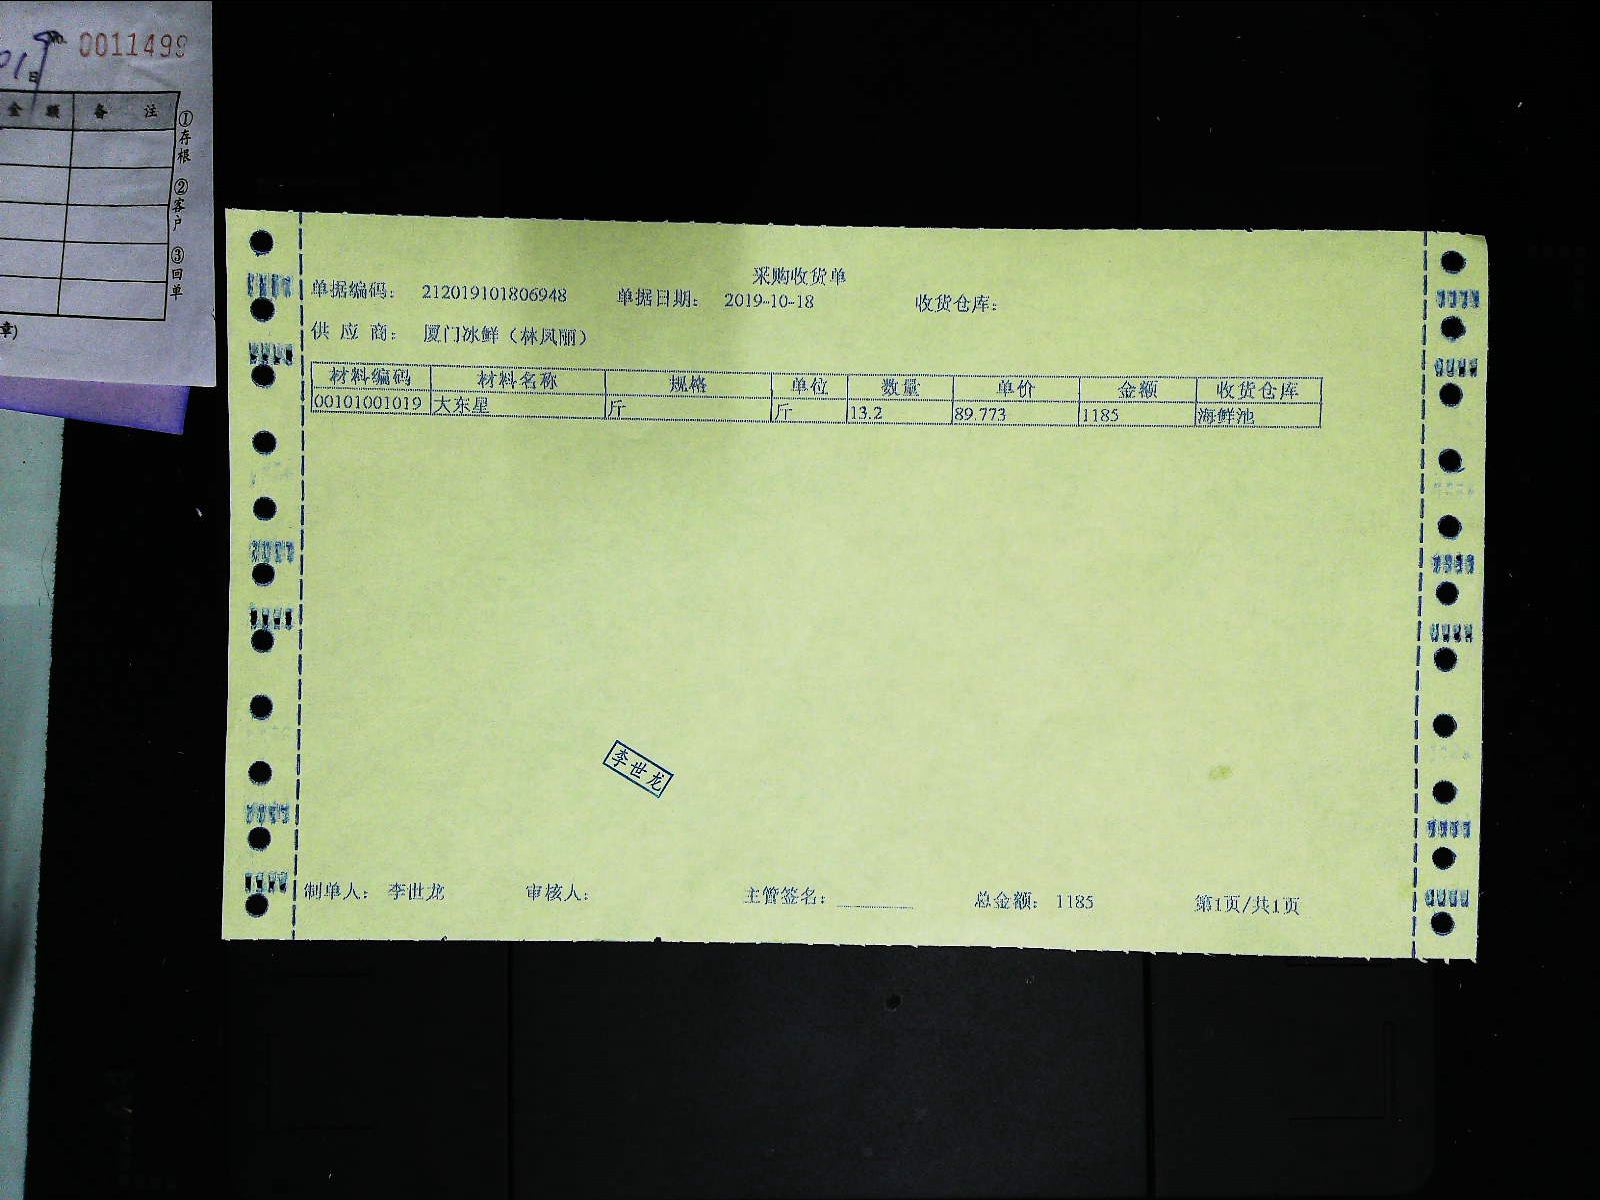 019 No. 0011499
日
金 额 备 注
①存根 ②客户 ③回单
章)
采购收货单
单据编码： 212019101806948 单据日期： 2019-10-18 收货仓库：
供 应 商： 厦门冰鲜（林凤丽）
材料编码 材料名称 规格 单位 数量 单价 金额 收货仓库
00101001019 大东星 斤 斤 13.2 89.773 1185 海鲜池
李世龙
制单人： 李世龙 审核人： 主管签名： 总金额： 1185 第1页/共1页